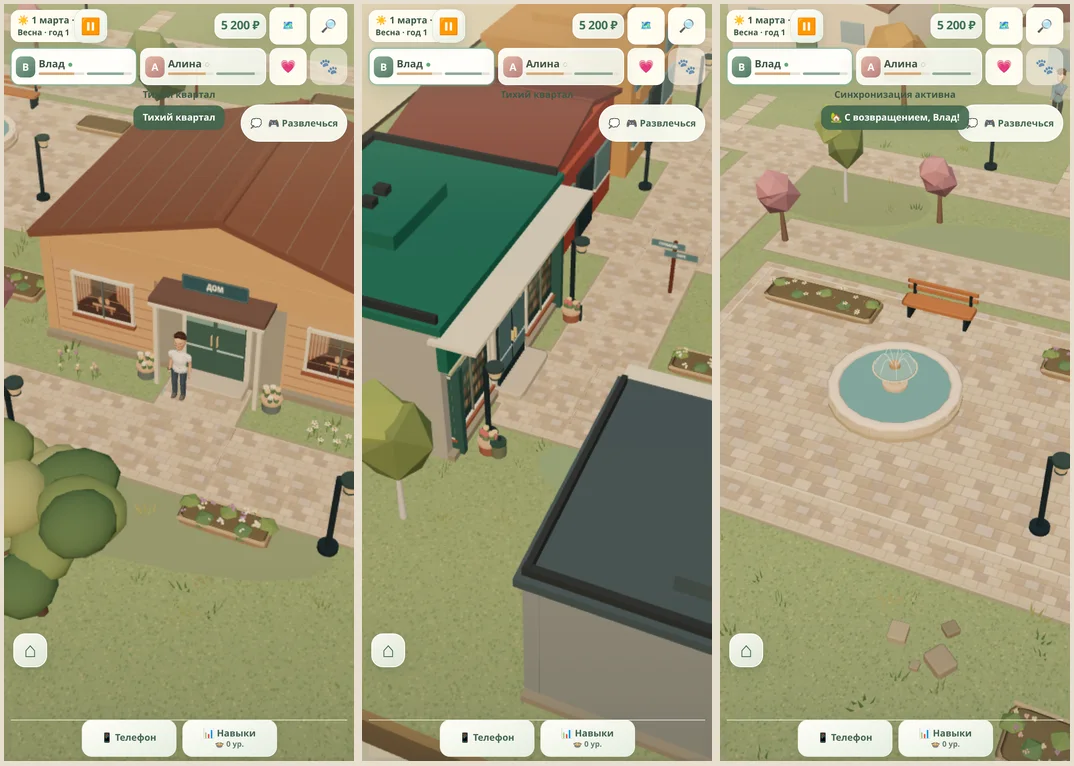 1 марта ·
Весна · год 1
5 200 ₽
В Влад
А Алина
Тихий квартал
Тихий квартал
Развлечься
ДОМ
Телефон
Навыки
0 ур.
1 марта ·
Весна · год 1
5 200 ₽
В Влад
А Алина
Тихий квартал
Развлечься
Телефон
Навыки
0 ур.
1 марта ·
Весна · год 1
5 200 ₽
В Влад
А Алина
Синхронизация активна
С возвращением, Влад!
Развлечься
Телефон
Навыки
0 ур.